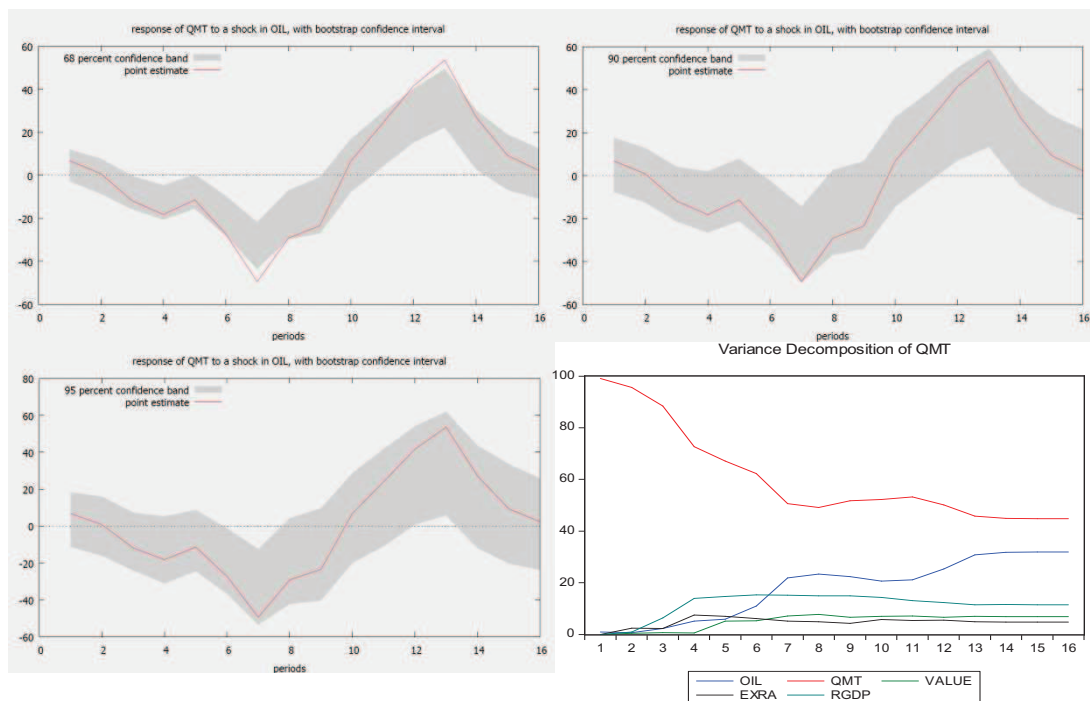 response of QMT to a shock in OIL, with bootstrap confidence interval
60
40
20
0
-20
-40
-60
68 percent confidence band
point estimate
0 2 4 6 8 10 12 14 16
periods
response of QMT to a shock in OIL, with bootstrap confidence interval
60
40
20
0
-20
-40
-60
90 percent confidence band
point estimate
0 2 4 6 8 10 12 14 16
periods
response of QMT to a shock in OIL, with bootstrap confidence interval
80
60
40
20
0
-20
-40
-60
95 percent confidence band
point estimate
0 2 4 6 8 10 12 14 16
periods
Variance Decomposition of QMT
100
80
60
40
20
0
1 2 3 4 5 6 7 8 9 10 11 12 13 14 15 16
OIL QMT VALUE
EXRA RGDP